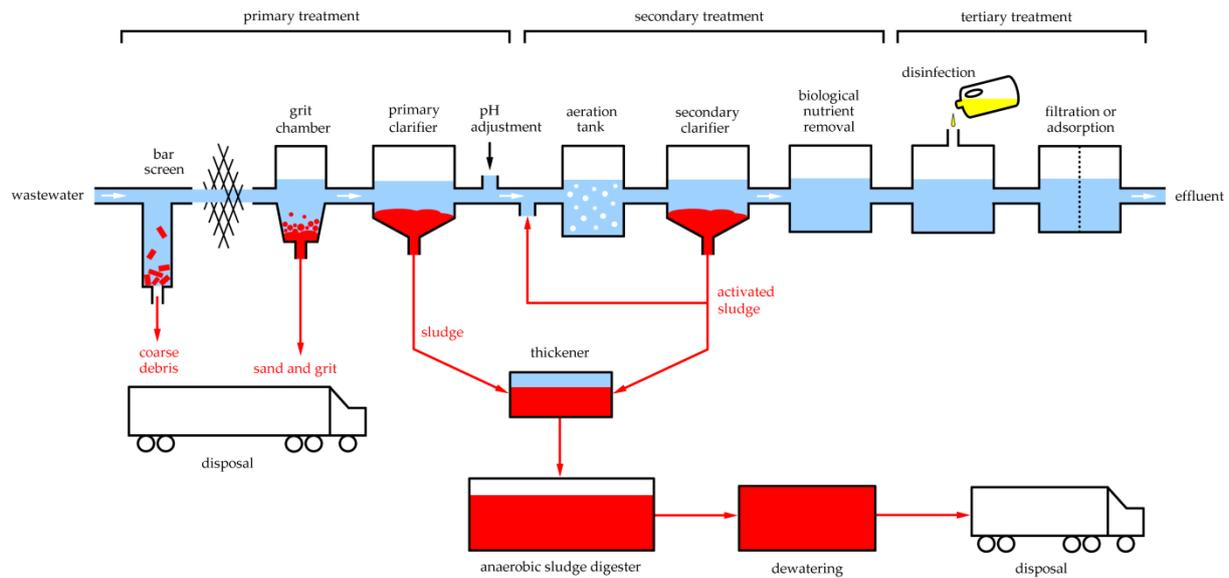 primary treatment
secondary treatment
tertiary treatment
disinfection
grit
chamber
primary
clarifier
pH
adjustment
aeration
tank
secondary
clarifier
biological
nutrient
removal
filtration or
adsorption
bar
screen
wastewater
effluent
activated
sludge
sludge
thickener
coarse
debris
sand and grit
disposal
anaerobic sludge digester
dewatering
disposal